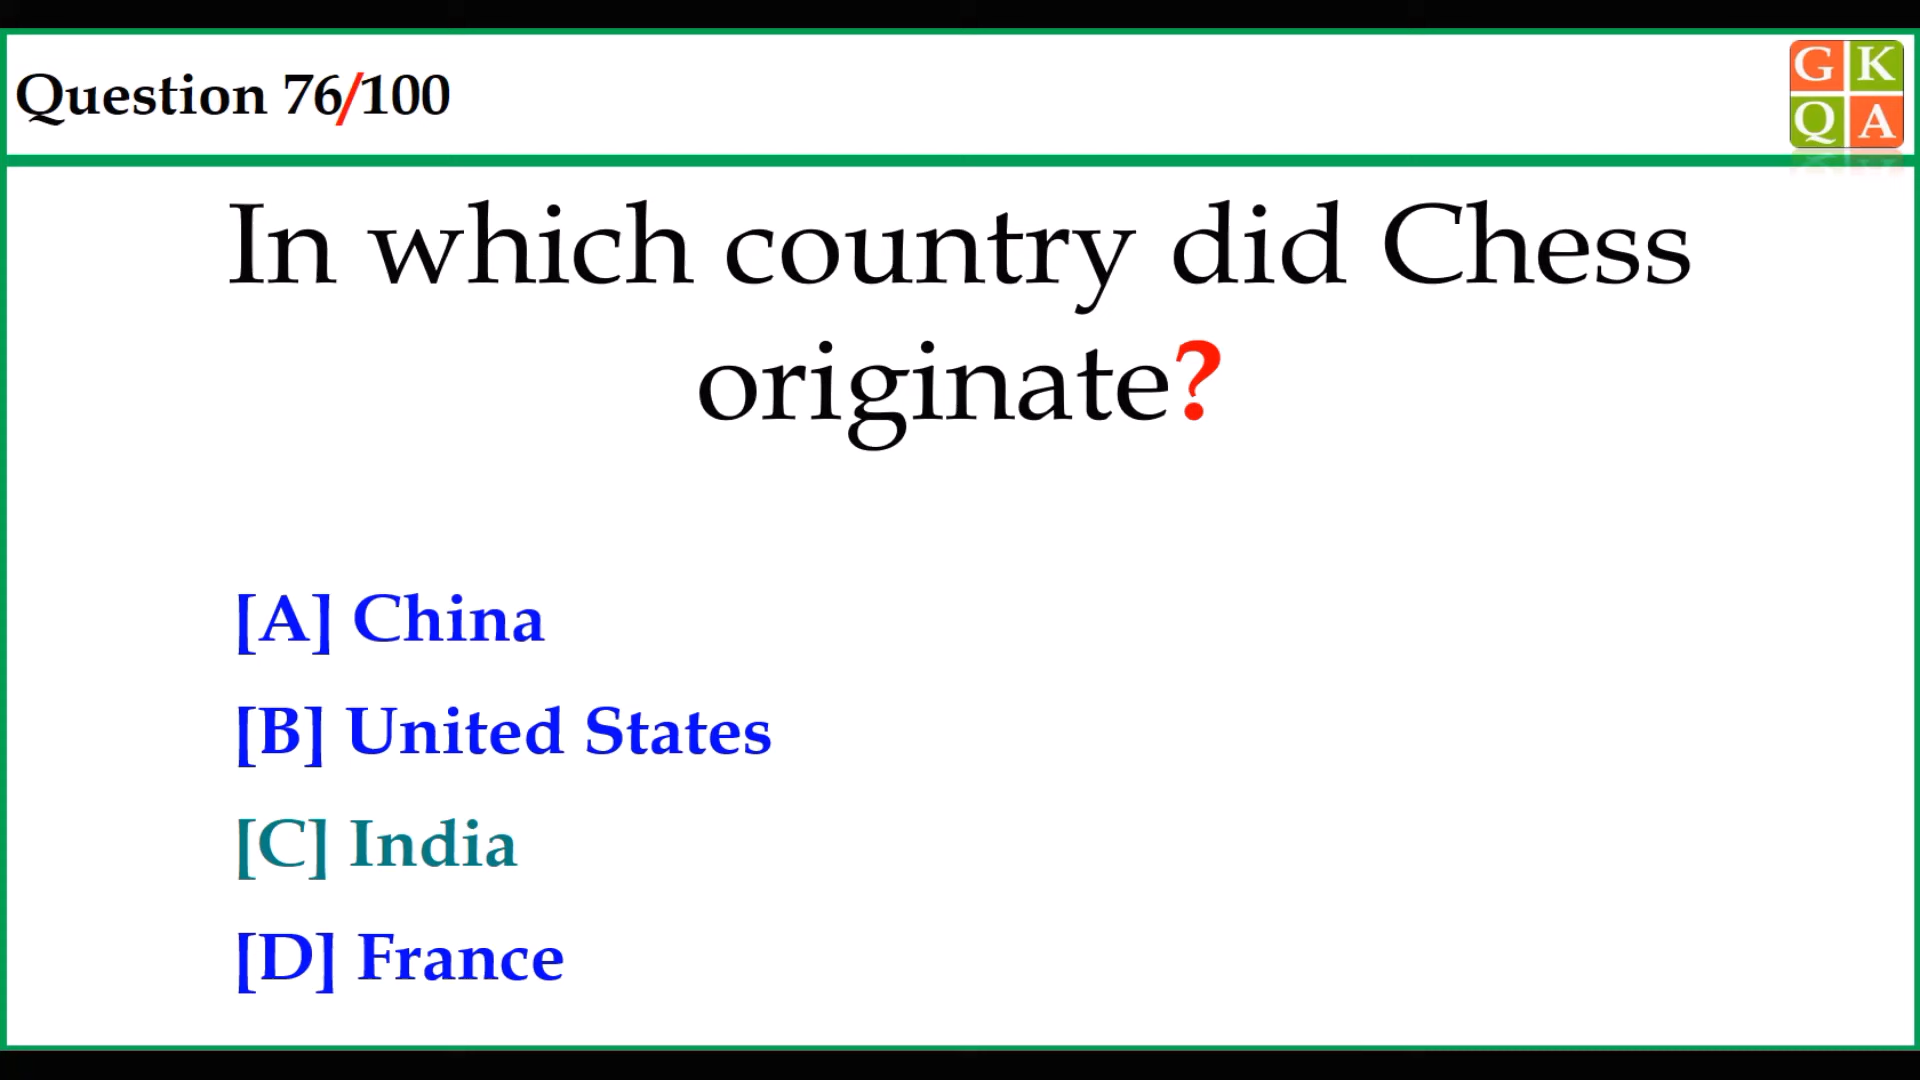 Question 76/100
G K
Q A
In which country did Chess
originate?
[A] China
[B] United States
[C] India
[D] France